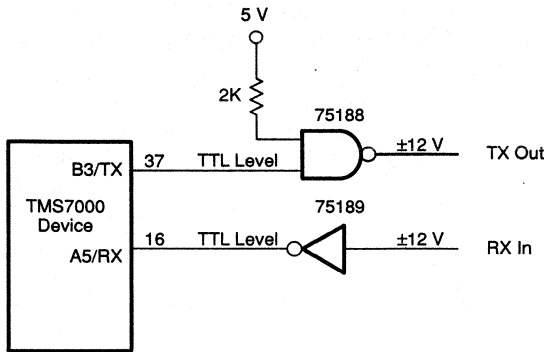 5 V
2K
75188
B3/TX
37
TTL Level
±12 V
TX Out
TMS7000
Device
75189
A5/RX
16
TTL Level
±12 V
RX In